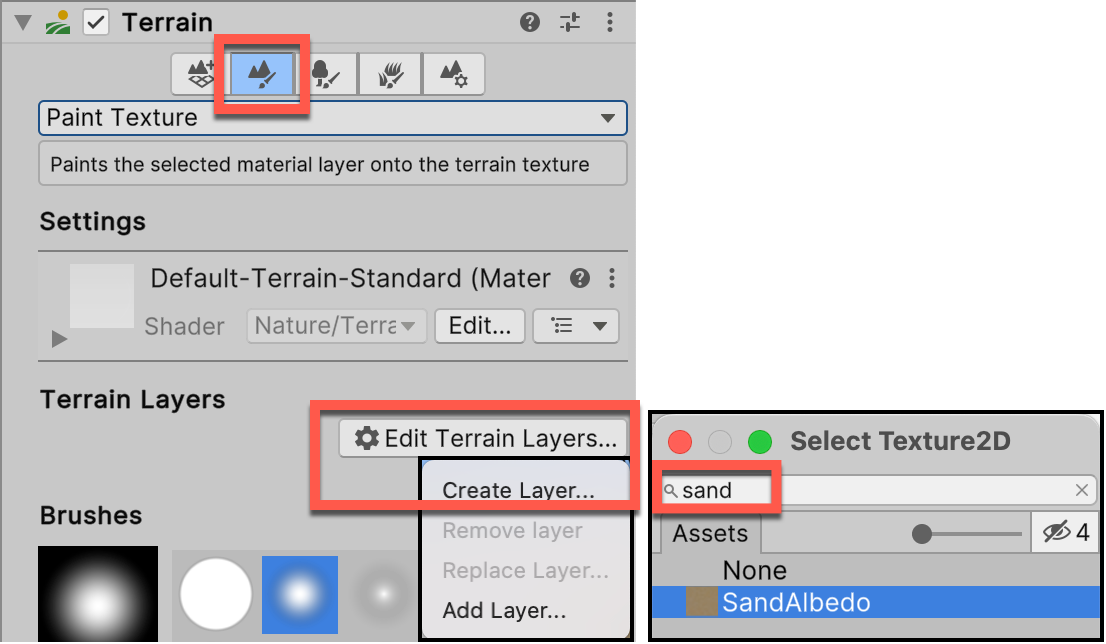 Terrain
Paint Texture
Paints the selected material layer onto the terrain texture
Settings
Default-Terrain-Standard (Mater
Shader
Nature/Terra
Edit...
Terrain Layers
Edit Terrain Layers...
Create Layer...
Remove layer
Replace Layer...
Add Layer...
Brushes
Select Texture2D
sand
Assets
4
None
SandAlbedo